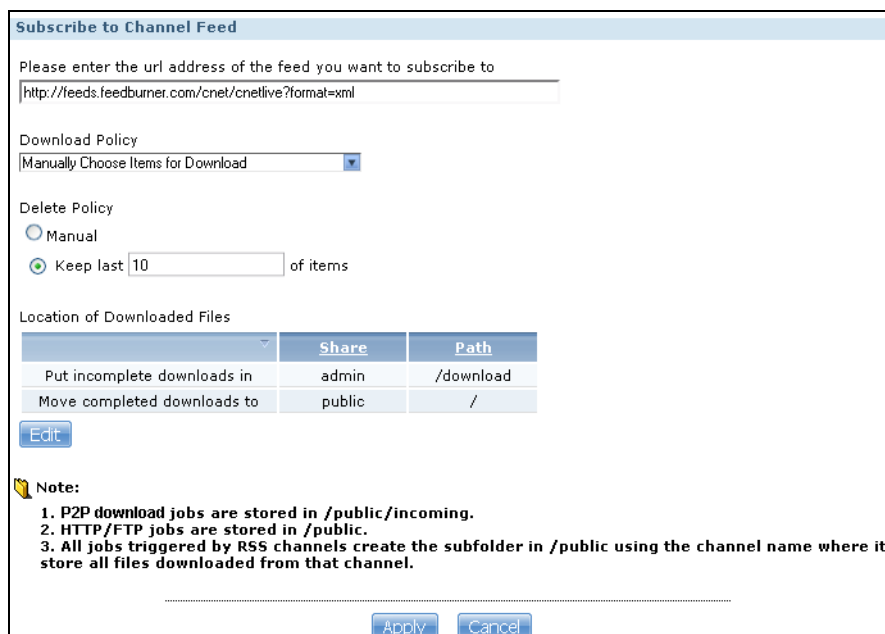 Subscribe to Channel Feed
Please enter the url address of the feed you want to subscribe to
http://feeds.feedburner.com/cnet/cnetlive?format=xml
Download Policy
Manually Choose Items for Download
Delete Policy
Manual
Keep last 10 of items
Location of Downloaded Files
Share Path
Put incomplete downloads in admin /download
Move completed downloads to public /
Edit
Note:
1. P2P download jobs are stored in /public/incoming.
2. HTTP/FTP jobs are stored in /public.
3. All jobs triggered by RSS channels create the subfolder in /public using the channel name where it
store all files downloaded from that channel.
Apply Cancel